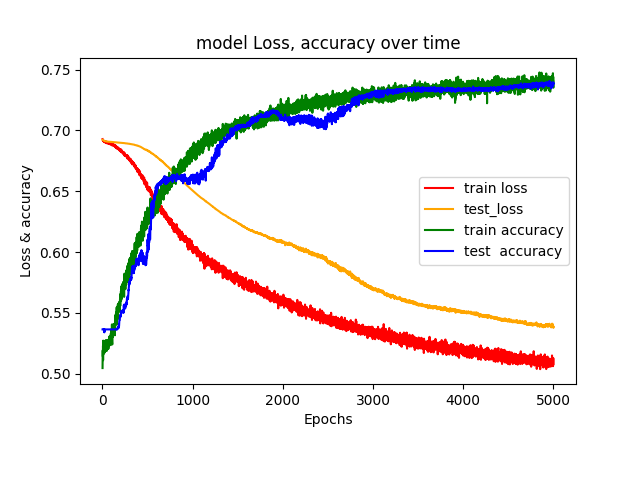 model Loss, accuracy over time
Loss & accuracy
0.75
0.70
0.65
0.60
0.55
0.50
train loss
test_loss
train accuracy
test  accuracy
0 1000 2000 3000 4000 5000
Epochs